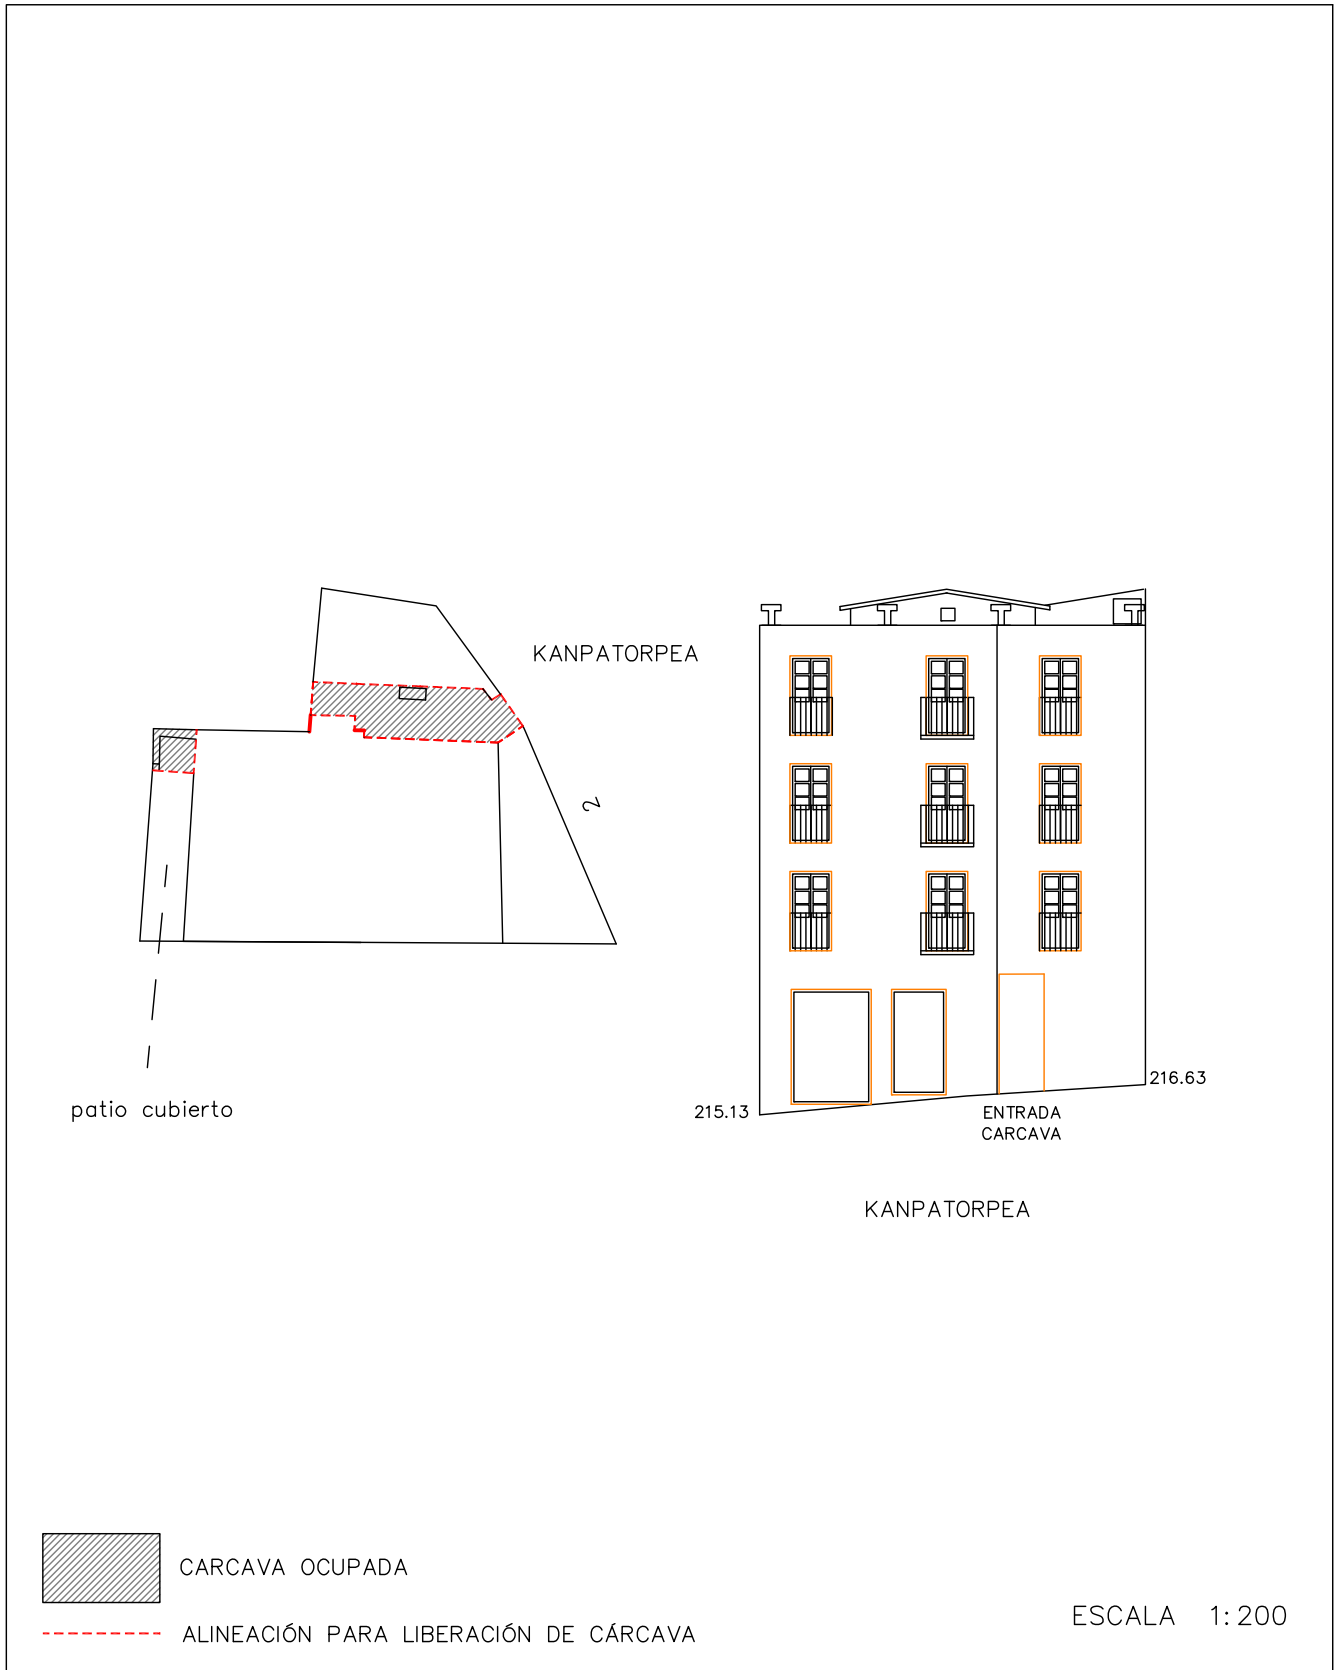 KANPATORPEA
2
patio cubierto
215.13
216.63
ENTRADA
CARCAVA
KANPATORPEA
CARCAVA OCUPADA
ALINEACIÓN PARA LIBERACIÓN DE CÁRCAVA
ESCALA 1:200